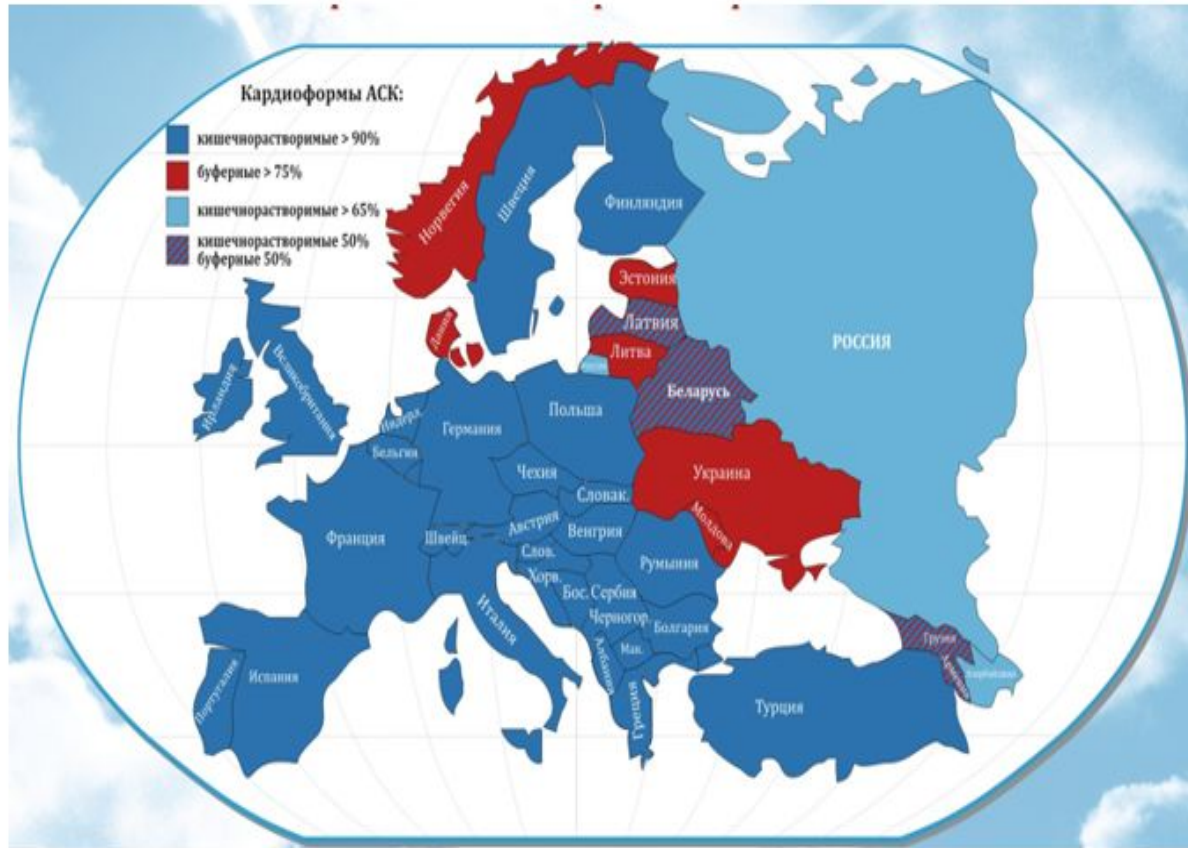 Кардиоформы АСК:
кишечнорастворимые > 90%
буферные > 75%
кишечнорастворимые > 65%
кишечнорастворимые 50%
буферные 50%
Норвегия
Швеция
Финляндия
Эстония
Латвия
Литва
Дания
РОССИЯ
Беларусь
Ирландия
Великобритания
Нидерл.
Бельгия
Германия
Польша
Чехия
Словак.
Украина
Молдова
Франция
Швейц.
Австрия
Венгрия
Слов.
Хорв.
Румыния
Бос.
Сербия
Черногор.
Болгария
Италия
Мак.
Албания
Греция
Португалия
Испания
Турция
Грузия
Армения